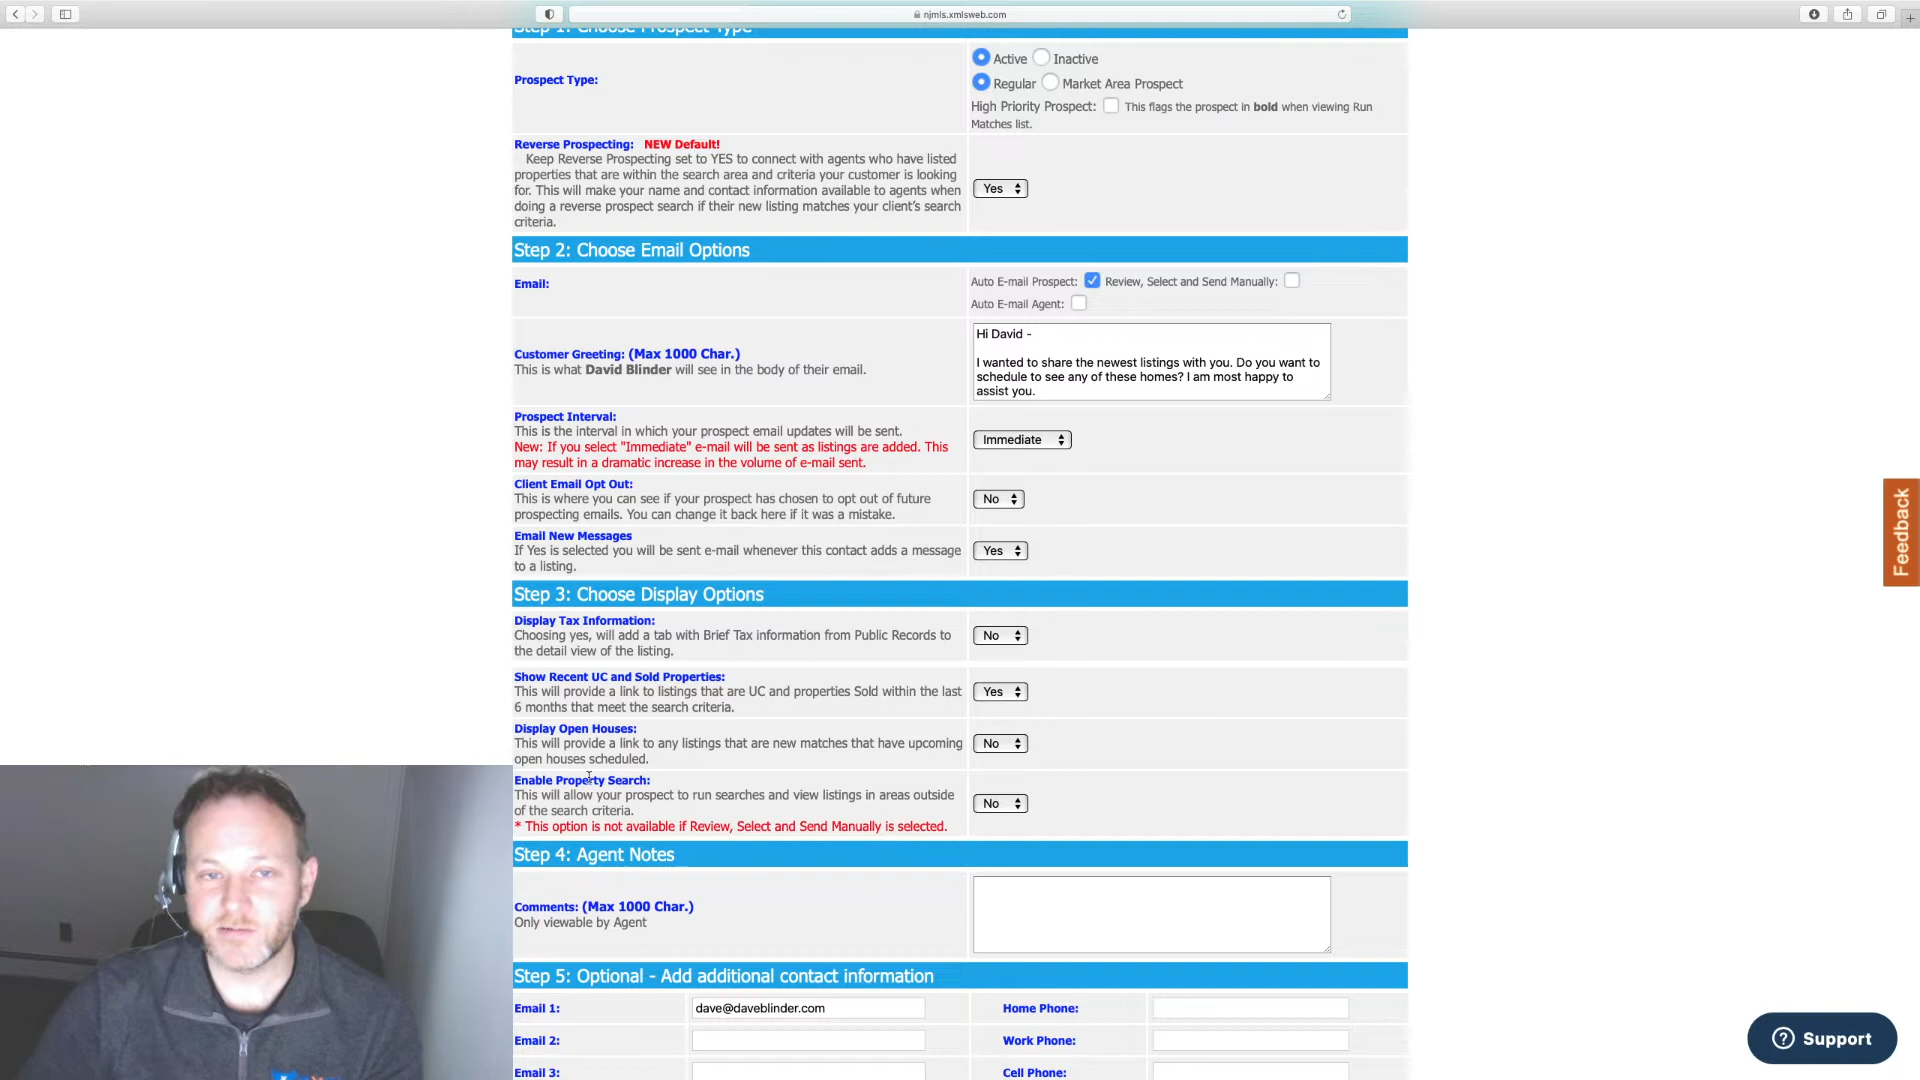 njmls.xmlsweb.com
Step 1: Choose Prospect Type
Prospect Type:
Active Inactive
Regular Market Area Prospect
High Priority Prospect: This flags the prospect in bold when viewing Run
Matches list.
Reverse Prospecting: NEW Default!
Keep Reverse Prospecting set to YES to connect with agents who have listed
properties that are within the search area and criteria your customer is looking
for. This will make your name and contact information available to agents when
doing a reverse prospect search if their new listing matches your client's search
criteria.
Yes
Step 2: Choose Email Options
Email:
Auto E-mail Prospect: Review, Select and Send Manually:
Auto E-mail Agent:
Customer Greeting: (Max 1000 Char.)
This is what David Blinder will see in the body of their email.
Hi David -
I wanted to share the newest listings with you. Do you want to
schedule to see any of these homes? I am most happy to
assist you.
Prospect Interval:
This is the interval in which your prospect email updates will be sent.
New: If you select "Immediate" e-mail will be sent as listings are added. This
may result in a dramatic increase in the volume of e-mail sent.
Immediate
Client Email Opt Out:
This is where you can see if your prospect has chosen to opt out of future
prospecting emails. You can change it back here if it was a mistake.
No
Email New Messages
If Yes is selected you will be sent e-mail whenever this contact adds a message
to a listing.
Yes
Step 3: Choose Display Options
Display Tax Information:
Choosing yes, will add a tab with Brief Tax information from Public Records to
the detail view of the listing.
No
Show Recent UC and Sold Properties:
This will provide a link to listings that are UC and properties Sold within the last
6 months that meet the search criteria.
Yes
Display Open Houses:
This will provide a link to any listings that are new matches that have upcoming
open houses scheduled.
No
Enable Property Search:
This will allow your prospect to run searches and view listings in areas outside
of the search criteria.
* This option is not available if Review, Select and Send Manually is selected.
No
Step 4: Agent Notes
Comments: (Max 1000 Char.)
Only viewable by Agent
Step 5: Optional - Add additional contact information
Email 1: dave@daveblinder.com Home Phone:
Email 2: Work Phone:
Email 3: Cell Phone:
Feedback
Support